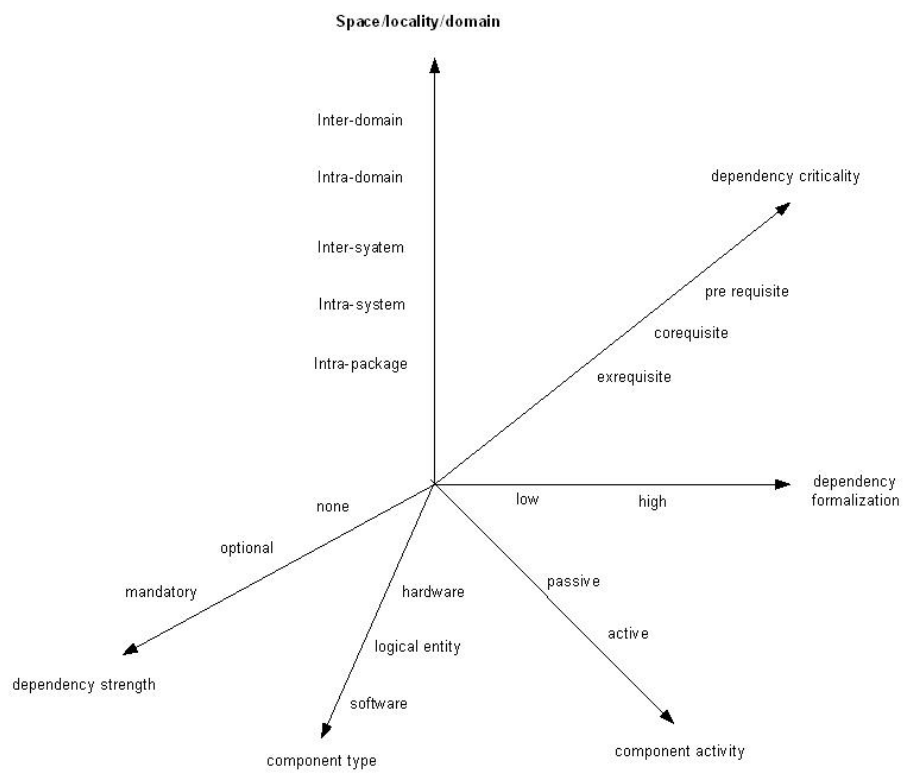 Space/locality/domain
Inter-domain
Intra-domain
dependency criticality
Inter-syatem
pre requisite
Intra-system
corequisite
Intra-package
exrequisite
dependency
formalization
low
high
none
optional
mandatory
passive
hardware
active
logical entity
dependency strength
software
component activity
component type